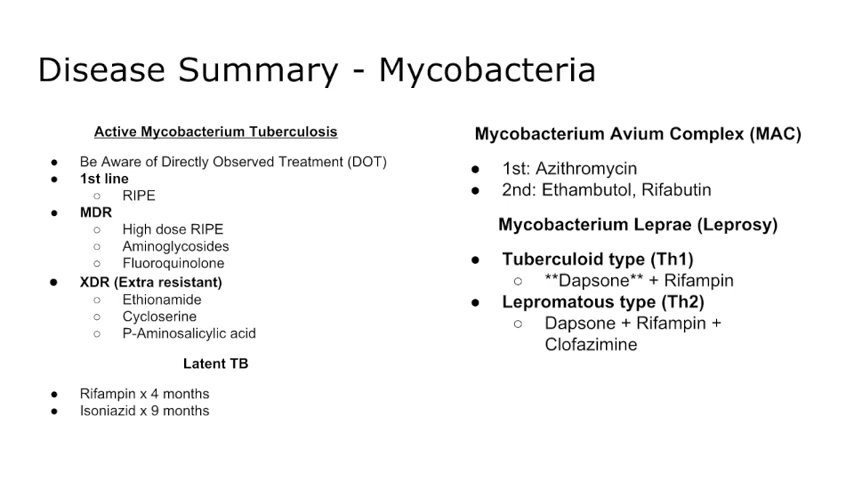 Disease Summary - Mycobacteria
Active Mycobacterium Tuberculosis
● Be Aware of Directly Observed Treatment (DOT)
● 1st line
○ RIPE
● MDR
○ High dose RIPE
○ Aminoglycosides
○ Fluoroquinolone
● XDR (Extra resistant)
○ Ethionamide
○ Cycloserine
○ P-Aminosalicylic acid
Latent TB
● Rifampin x 4 months
● Isoniazid x 9 months
Mycobacterium Avium Complex (MAC)
● 1st: Azithromycin
● 2nd: Ethambutol, Rifabutin
Mycobacterium Leprae (Leprosy)
● Tuberculoid type (Th1)
○ **Dapsone** + Rifampin
● Lepromatous type (Th2)
○ Dapsone + Rifampin +
Clofazimine